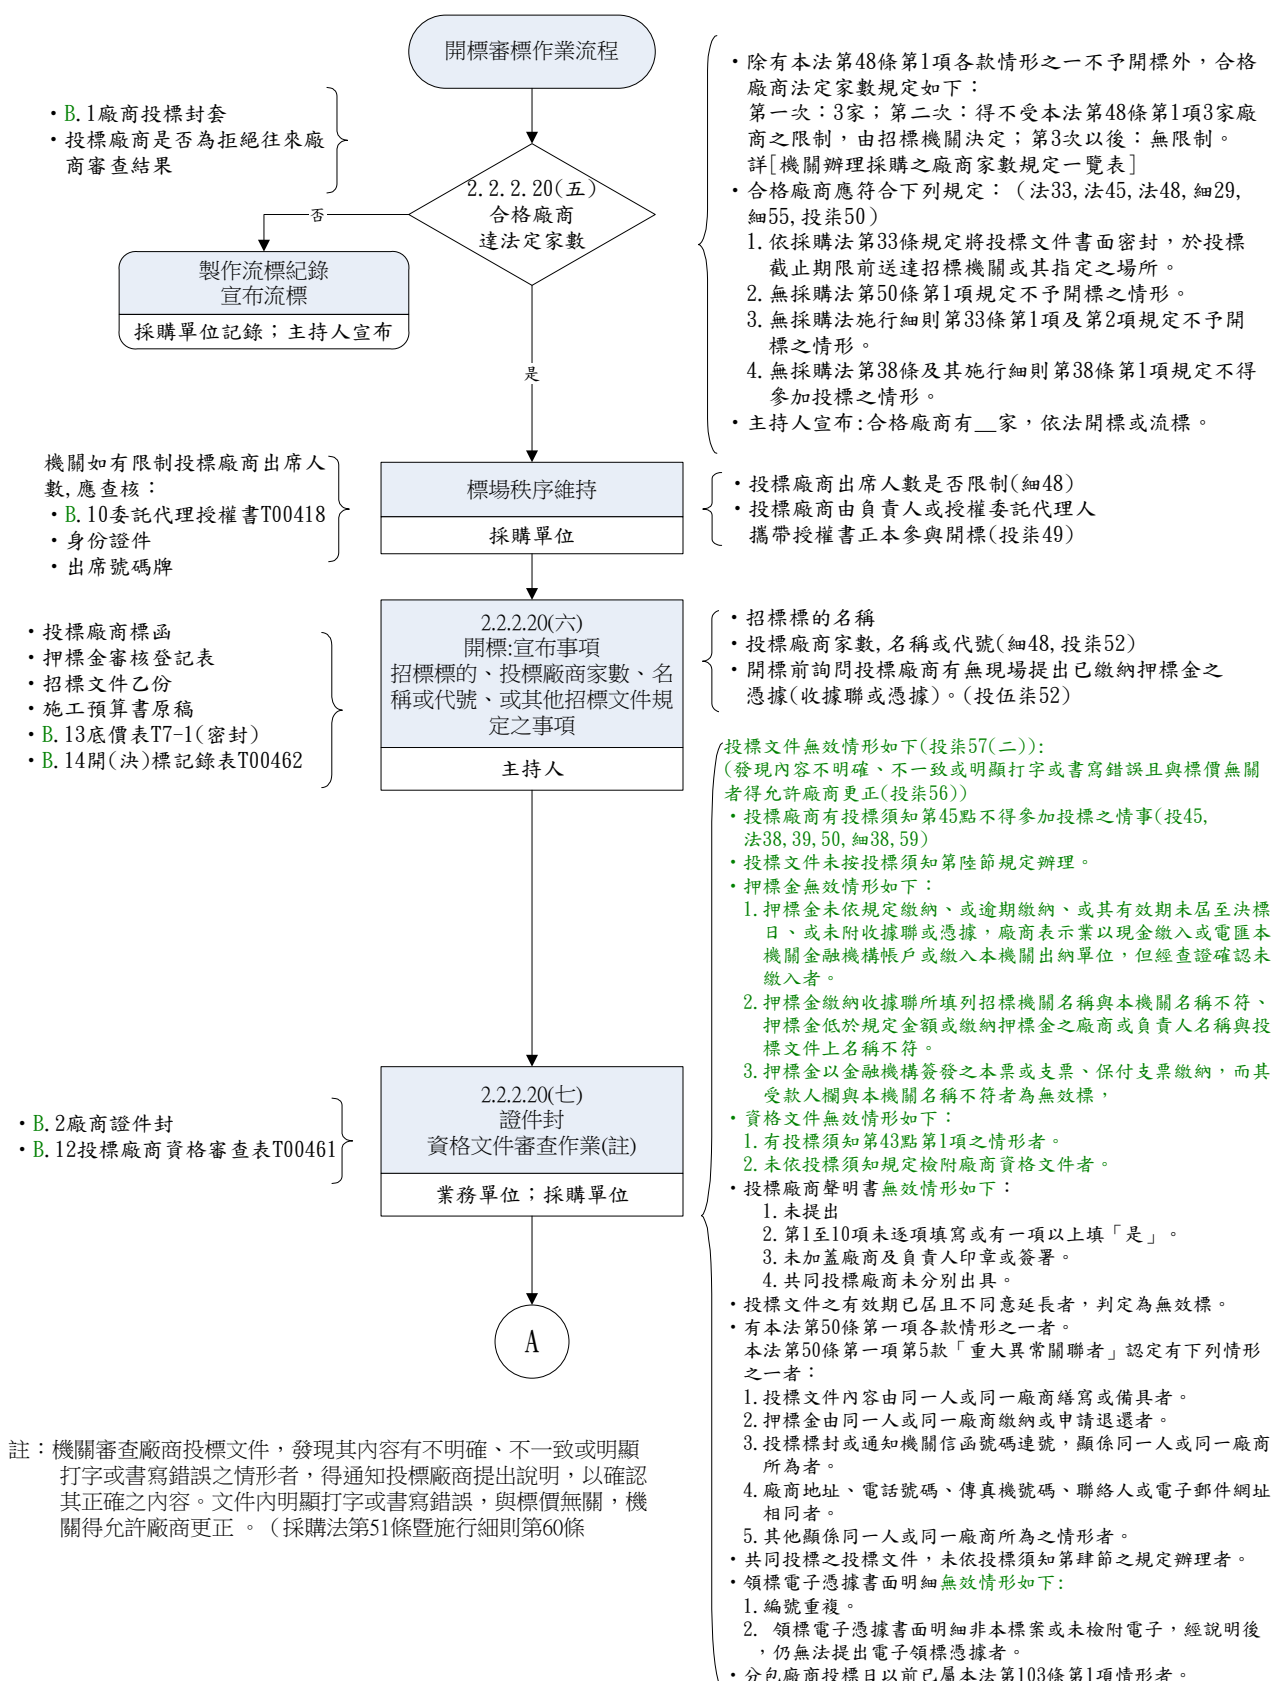 開標審標作業流程
・B.1廠商投標封套
・投標廠商是否為拒絕往來廠
商審查結果
・除有本法第48條第1項各款情形之一不予開標外，合格
廠商法定家數規定如下：
第一次：3家；第二次：得不受本法第48條第1項3家廠
商之限制，由招標機關決定；第3次以後：無限制。
詳[機關辦理採購之廠商家數規定一覽表]
・合格廠商應符合下列規定：（法33,法45,法48,細29,
細55,投柒50）
1.依採購法第33條規定將投標文件書面密封，於投標
截止期限前送達招標機關或其指定之場所。
2.無採購法第50條第1項規定不予開標之情形。
3.無採購法施行細則第33條第1項及第2項規定不予開
標之情形。
4.無採購法第38條及其施行細則第38條第1項規定不得
參加投標之情形。
・主持人宣布:合格廠商有__家，依法開標或流標。
2.2.2.20(五)
合格廠商
達法定家數
否
製作流標紀錄
宣布流標
採購單位記錄；主持人宣布
是
機關如有限制投標廠商出席人
數,應查核：
・B.10委託代理授權書T00418
・身份證件
・出席號碼牌
標場秩序維持
採購單位
・投標廠商出席人數是否限制(細48)
・投標廠商由負責人或授權委託代理人
攜帶授權書正本參與開標(投柒49)
・投標廠商標函
・押標金審核登記表
・招標文件乙份
・施工預算書原稿
・B.13底價表T7-1(密封)
・B.14開(決)標記錄表T00462
2.2.2.20(六)
開標:宣布事項
招標標的、投標廠商家數、名
稱或代號、或其他招標文件規
定之事項
主持人
・招標標的名稱
・投標廠商家數,名稱或代號(細48,投柒52)
・開標前詢問投標廠商有無現場提出已繳納押標金之
憑據(收據聯或憑據)。(投伍柒52)
投標文件無效情形如下(投柒57(二)):
(發現內容不明確、不一致或明顯打字或書寫錯誤且與標價無關
者得允許廠商更正(投柒56))
・投標廠商有投標須知第45點不得參加投標之情事(投45,
法38,39,50,細38,59)
・投標文件未按投標須知第陸節規定辦理。
・押標金無效情形如下：
1.押標金未依規定繳納、或逾期繳納、或其有效期未屆至決標
日、或未附收據聯或憑據，廠商表示業以現金繳入或電匯本
機關金融機構帳戶或繳入本機關出納單位，但經查證確認未
繳入者。
2.押標金繳納收據聯所填列招標機關名稱與本機關名稱不符、
押標金低於規定金額或繳納押標金之廠商或負責人名稱與投
標文件上名稱不符。
3.押標金以金融機構簽發之本票或支票、保付支票繳納，而其
受款人欄與本機關名稱不符者為無效標，
・資格文件無效情形如下：
1.有投標須知第43點第1項之情形者。
2.未依投標須知規定檢附廠商資格文件者。
・投標廠商聲明書無效情形如下：
1.未提出
2.第1至10項未逐項填寫或有一項以上填「是」。
3.未加蓋廠商及負責人印章或簽署。
4.共同投標廠商未分別出具。
・投標文件之有效期已屆且不同意延長者，判定為無效標。
・有本法第50條第一項各款情形之一者。
本法第50條第一項第5款「重大異常關聯者」認定有下列情形
之一者：
1.投標文件內容由同一人或同一廠商繕寫或備具者。
2.押標金由同一人或同一廠商繳納或申請退還者。
3.投標標封或通知機關信函號碼連號，顯係同一人或同一廠商
所為者。
4.廠商地址、電話號碼、傳真機號碼、聯絡人或電子郵件網址
相同者。
5.其他顯係同一人或同一廠商所為之情形者。
・共同投標之投標文件，未依投標須知第肆節之規定辦理者。
・領標電子憑據書面明細無效情形如下:
1.編號重複。
2. 領標電子憑據書面明細非本標案或未檢附電子，經說明後
，仍無法提出電子領標憑據者。
・分包廠商投標日以前已屬本法第103條第1項情形者。
・B.2廠商證件封
・B.12投標廠商資格審查表T00461
2.2.2.20(七)
證件封
資格文件審查作業(註)
業務單位；採購單位
A
註：機關審查廠商投標文件，發現其內容有不明確、不一致或明顯
打字或書寫錯誤之情形者，得通知投標廠商提出說明，以確認
其正確之內容。文件內明顯打字或書寫錯誤，與標價無關，機
關得允許廠商更正 。（採購法第51條暨施行細則第60條